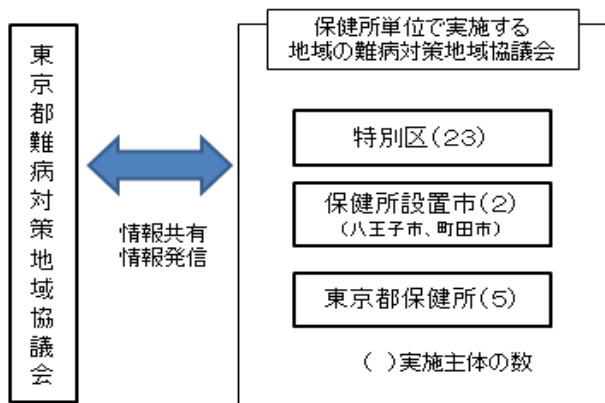 東京都難病対策地域協議会
情報共有
情報発信
保健所単位で実施する
地域の難病対策地域協議会
特別区(23)
保健所設置市(2)
(八王子市、町田市)
東京都保健所(5)
( )実施主体の数